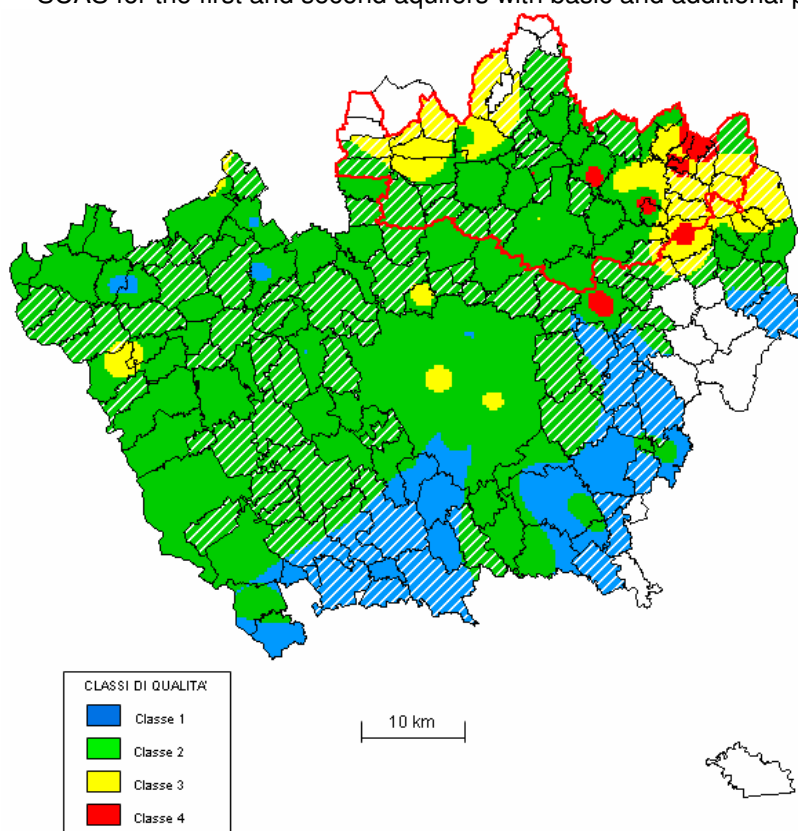 SCAS for the first and second aquifers with basic and additional p
CLASSI DI QUALITA'
Classe 1
Classe 2
Classe 3
Classe 4
10 km